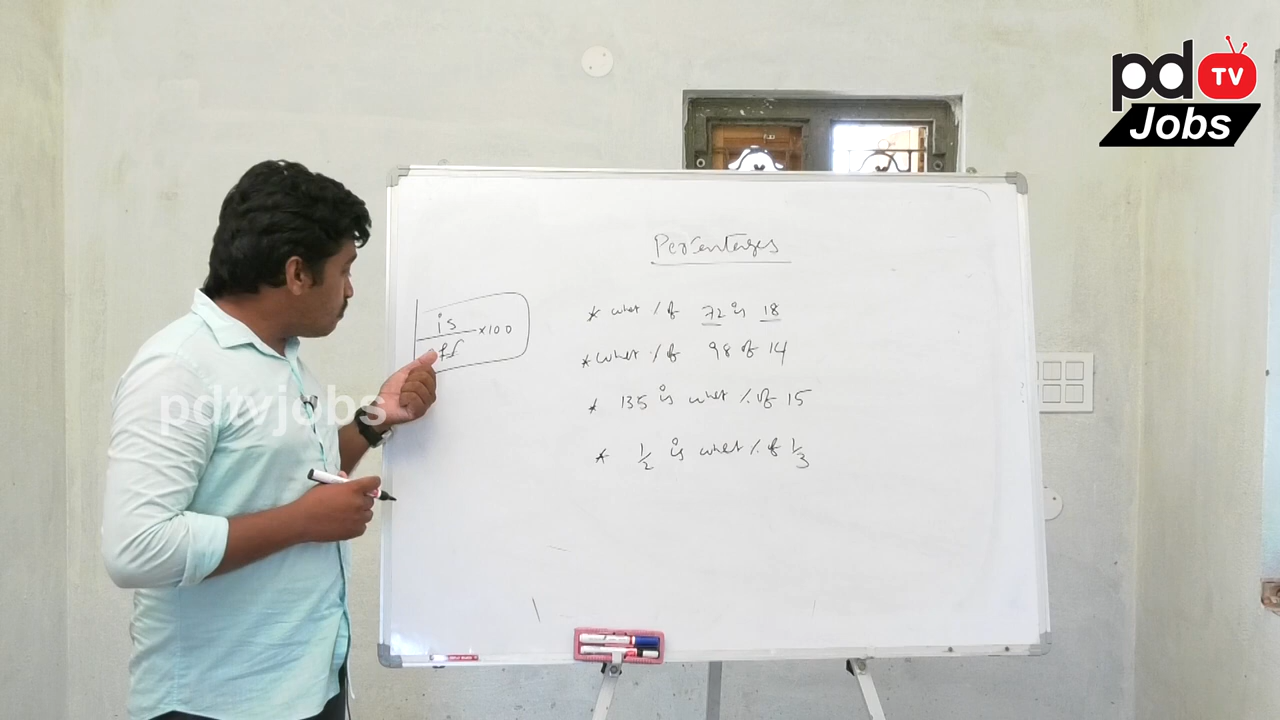 pd TV
Jobs
Percentages
is
off ×100
* what % of 72 is 18
* what % of 98 of 14
* 135 is what % of 15
* 1/2 is what % of 1/3
pdtvjobs